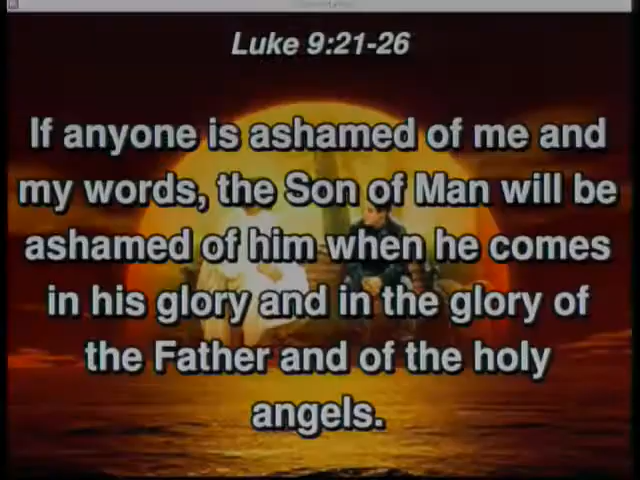 Luke 9:21-26
If anyone is ashamed of me and
my words, the Son of Man will be
ashamed of him when he comes
in his glory and in the glory of
the Father and of the holy
angels.